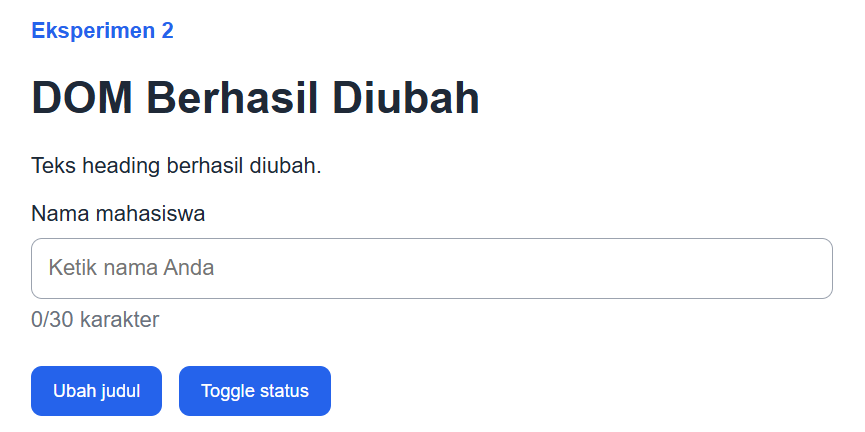 Eksperimen 2
DOM Berhasil Diubah
Teks heading berhasil diubah.
Nama mahasiswa
Ketik nama Anda
0/30 karakter
Ubah judul
Toggle status